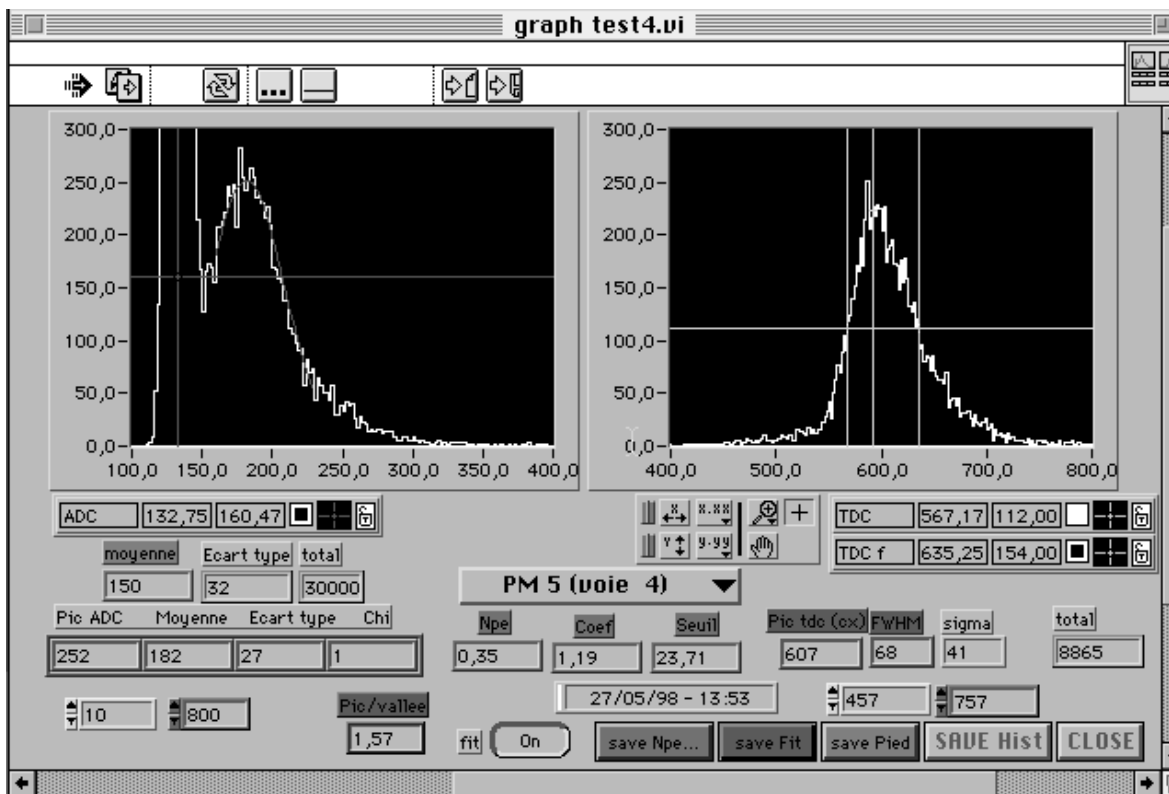 graph test4.vi
300,0
250,0
200,0
150,0
100,0
50,0
0,0
100,0 150,0 200,0 250,0 300,0 350,0 400,0
300,0
250,0
200,0
150,0
100,0
50,0
0,0
400,0 500,0 600,0 700,0 800,0
ADC 132,75 160,47
X X.XX
Y Y.YY
TDC 567,17 112,00
TDC f 635,25 154,00
moyenne Ecart type total
150 32 30000
PM 5 (voie 4)
Pic ADC Moyenne Ecart type Chi
252 182 27 1
Npe Coef Seuil
0,35 1,19 23,71
Pic tdc (cx) FWHM sigma total
607 68 41 8865
10 800
Pic/vallee
1,57
27/05/98 - 13:53
457 757
fit On save Npe... save Fit save Pied SAVE Hist CLOSE